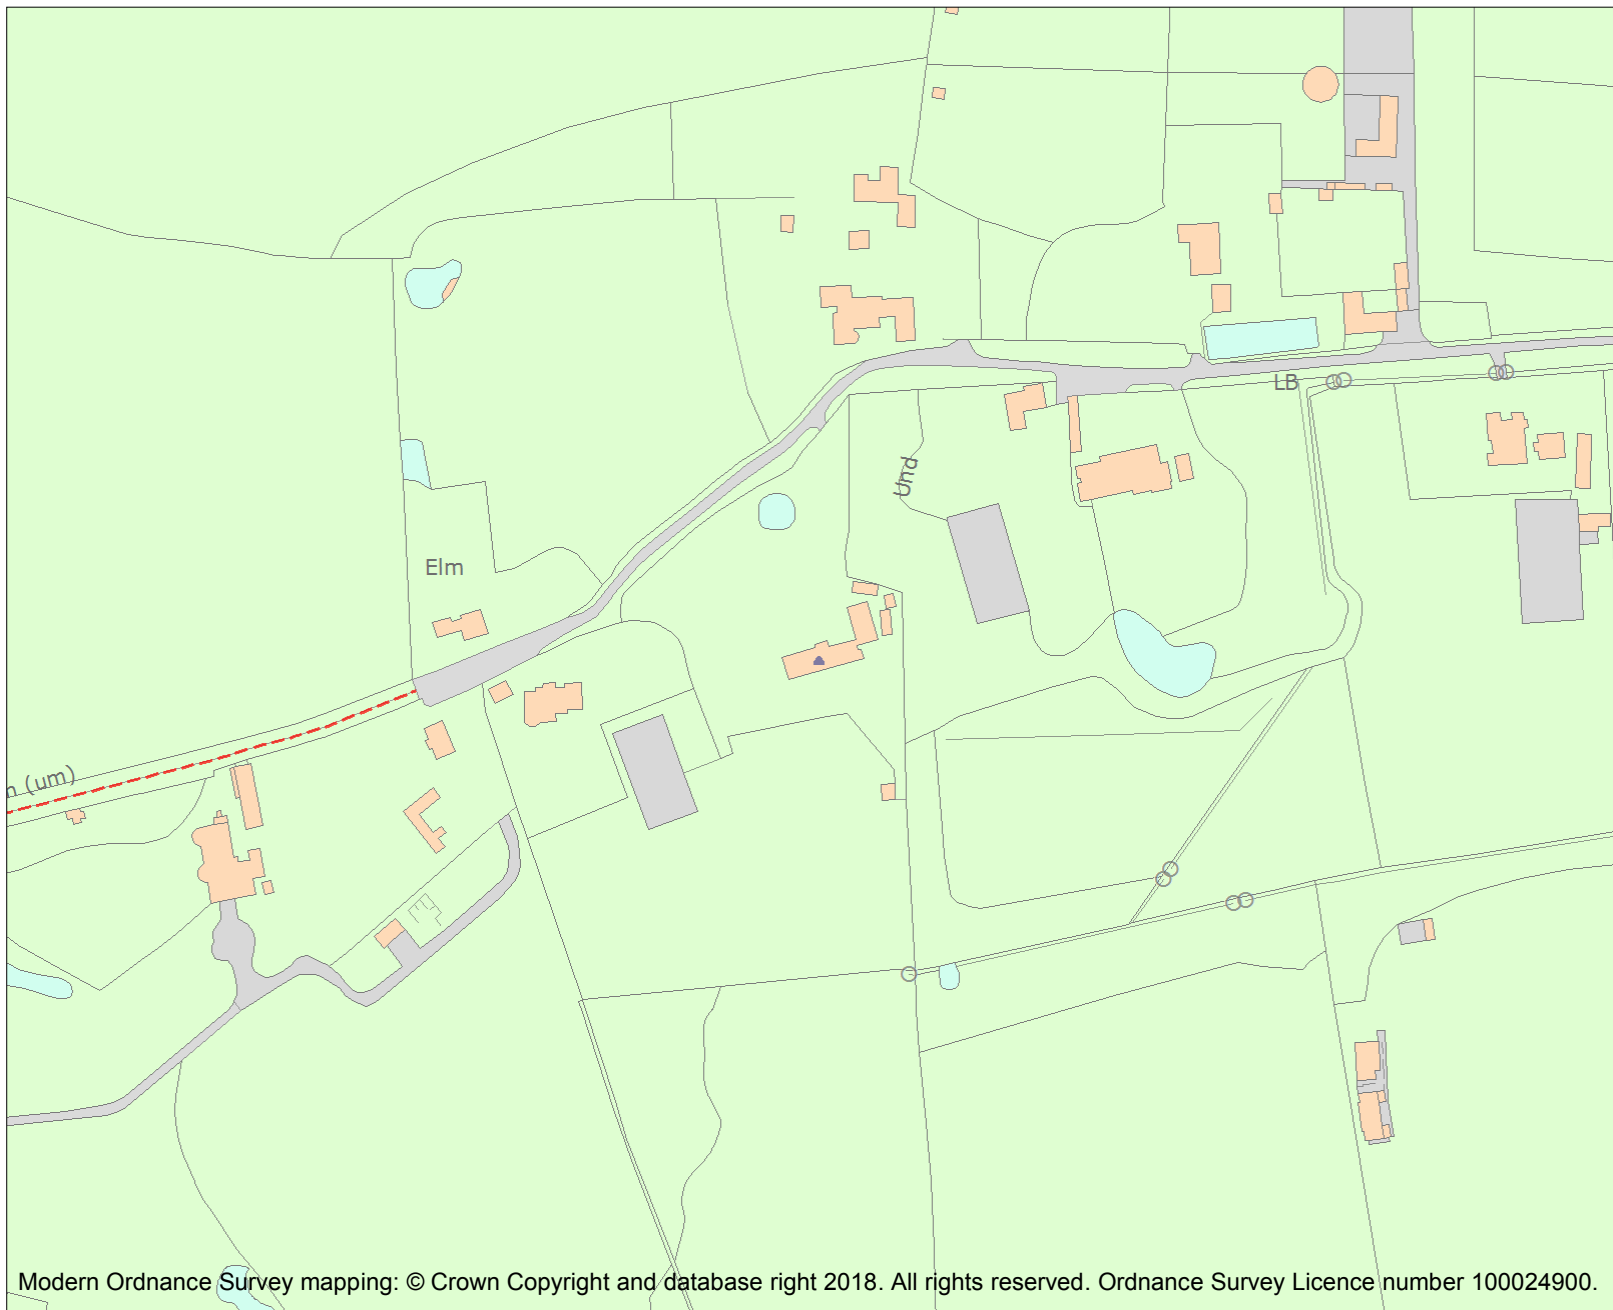 LB
Und
Elm
n (um)
Modern Ordnance Survey mapping: © Crown Copyright and database right 2018. All rights reserved. Ordnance Survey Licence number 100024900.